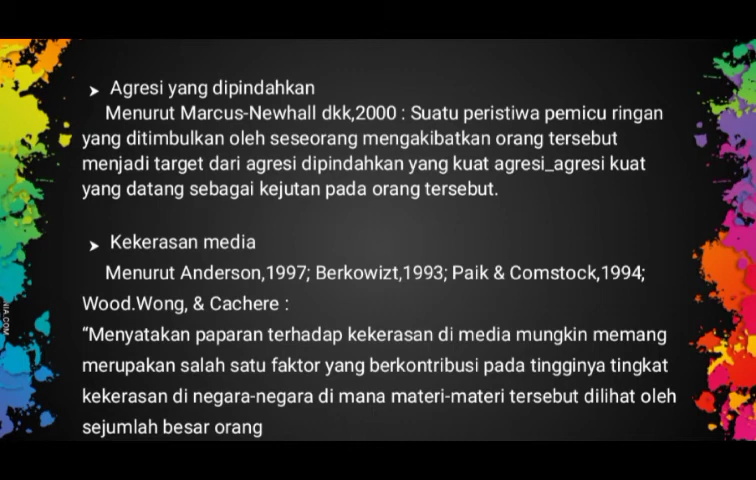 ➤ Agresi yang dipindahkan
Menurut Marcus-Newhall dkk,2000 : Suatu peristiwa pemicu ringan
yang ditimbulkan oleh seseorang mengakibatkan orang tersebut
menjadi target dari agresi dipindahkan yang kuat agresi_agresi kuat
yang datang sebagai kejutan pada orang tersebut.
➤ Kekerasan media
Menurut Anderson,1997; Berkowizt,1993; Paik & Comstock,1994;
Wood.Wong, & Cachere :
“Menyatakan paparan terhadap kekerasan di media mungkin memang
merupakan salah satu faktor yang berkontribusi pada tingginya tingkat
kekerasan di negara-negara di mana materi-materi tersebut dilihat oleh
sejumlah besar orang